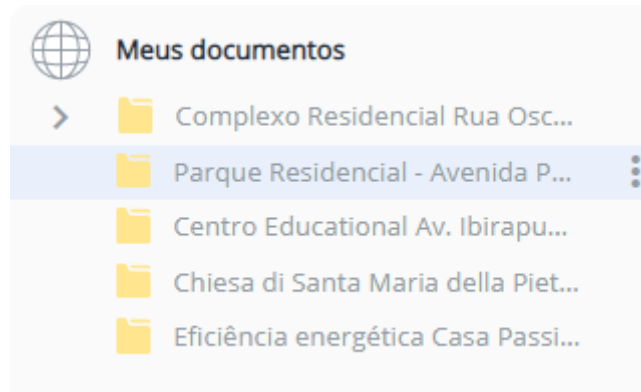 Meus documentos
Complexo Residencial Rua Osc...
Parque Residencial - Avenida P...
Centro Educational Av. Ibirapu...
Chiesa di Santa Maria della Piet...
Eficiência energética Casa Passi...